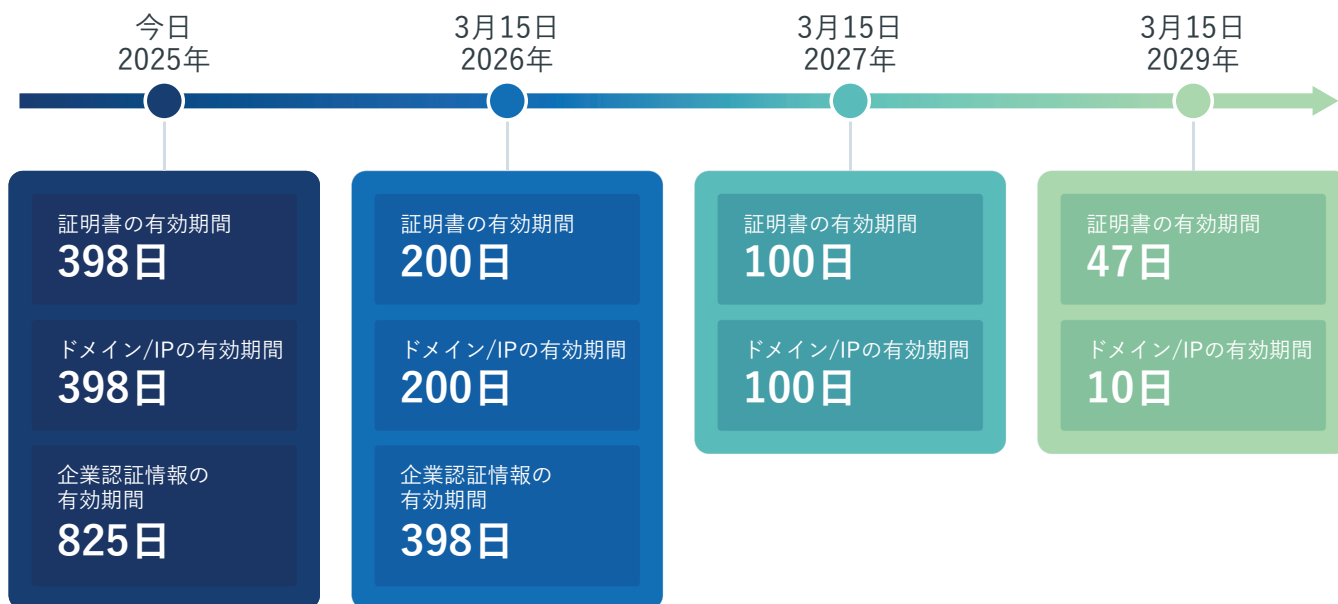 今日
2025年
3月15日
2026年
3月15日
2027年
3月15日
2029年
証明書の有効期間
398日
ドメイン/IPの有効期間
398日
企業認証情報の
有効期間
825日
証明書の有効期間
200日
ドメイン/IPの有効期間
200日
企業認証情報の
有効期間
398日
証明書の有効期間
100日
ドメイン/IPの有効期間
100日
証明書の有効期間
47日
ドメイン/IPの有効期間
10日